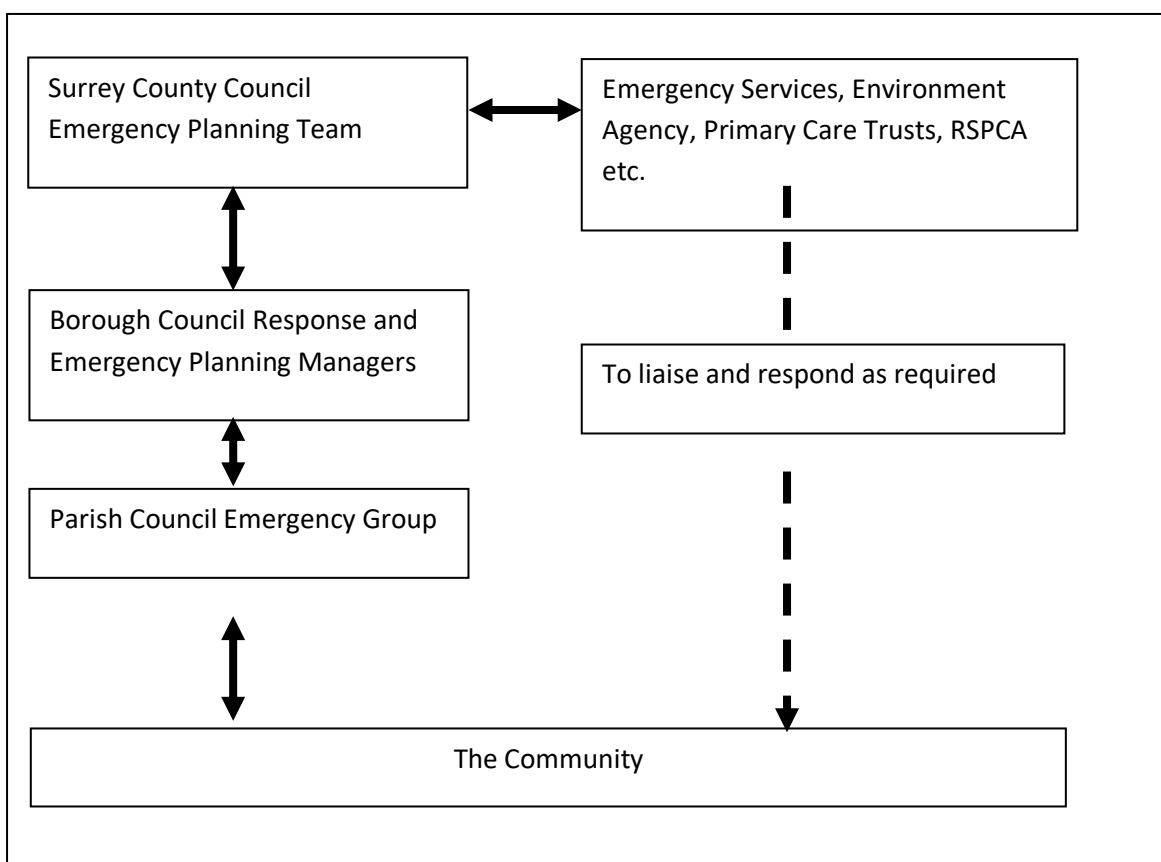 Surrey County Council
Emergency Planning Team
Emergency Services, Environment
Agency, Primary Care Trusts, RSPCA
etc.
Borough Council Response and
Emergency Planning Managers
To liaise and respond as required
Parish Council Emergency Group
The Community